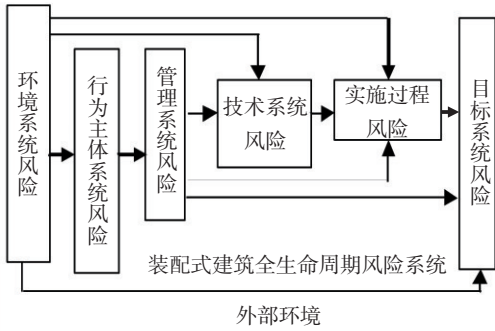 环境系统风险
行为主体系统风险
管理系统风险
技术系统
风险
实施过程
风险
目标系统风险
装配式建筑全生命周期风险系统
外部环境